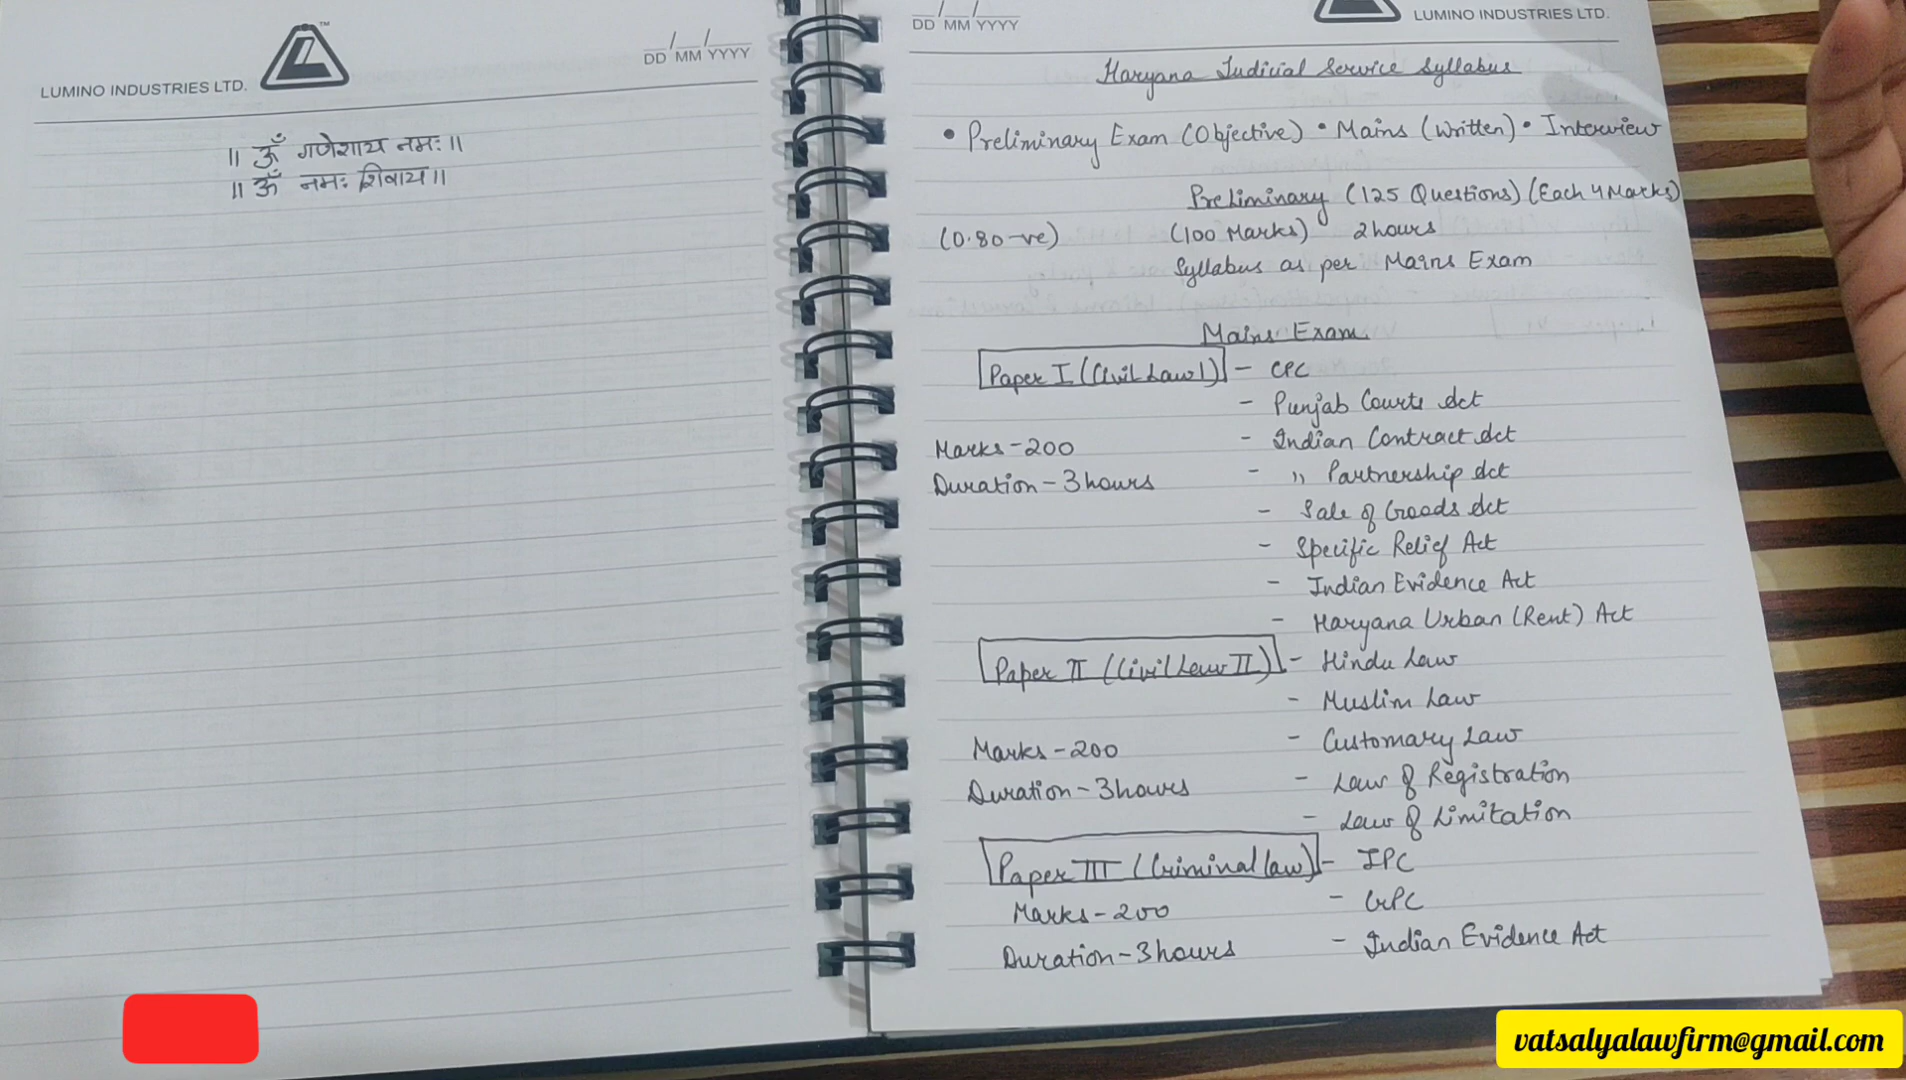 LUMINO INDUSTRIES LTD.
TM
DD MM YYYY
|| ॐ गणेशाय नमः ||
|| ॐ नमः शिवाय ||
DD MM YYYY
LUMINO INDUSTRIES LTD.
Haryana Judicial Service Syllabus
• Preliminary Exam (Objective) • Mains (Written) • Interview
Preliminary (125 Questions) (Each 4 Marks)
(0.80 -ve) (100 Marks) 2 hours
Syllabus as per Mains Exam
Mains Exam
Paper I (Civil Law I) - CPC
- Punjab Courts Act
Marks - 200 - Indian Contract Act
Duration - 3 hours - " Partnership Act
- Sale of Goods Act
- Specific Relief Act
- Indian Evidence Act
- Haryana Urban (Rent) Act
Paper II (Civil Law II) - Hindu Law
- Muslim Law
Marks - 200 - Customary Law
Duration - 3 hours - Law of Registration
- Law of Limitation
Paper III (Criminal law) - IPC
Marks - 200 - CrPC
Duration - 3 hours - Indian Evidence Act
vatsalyalawfirm@gmail.com